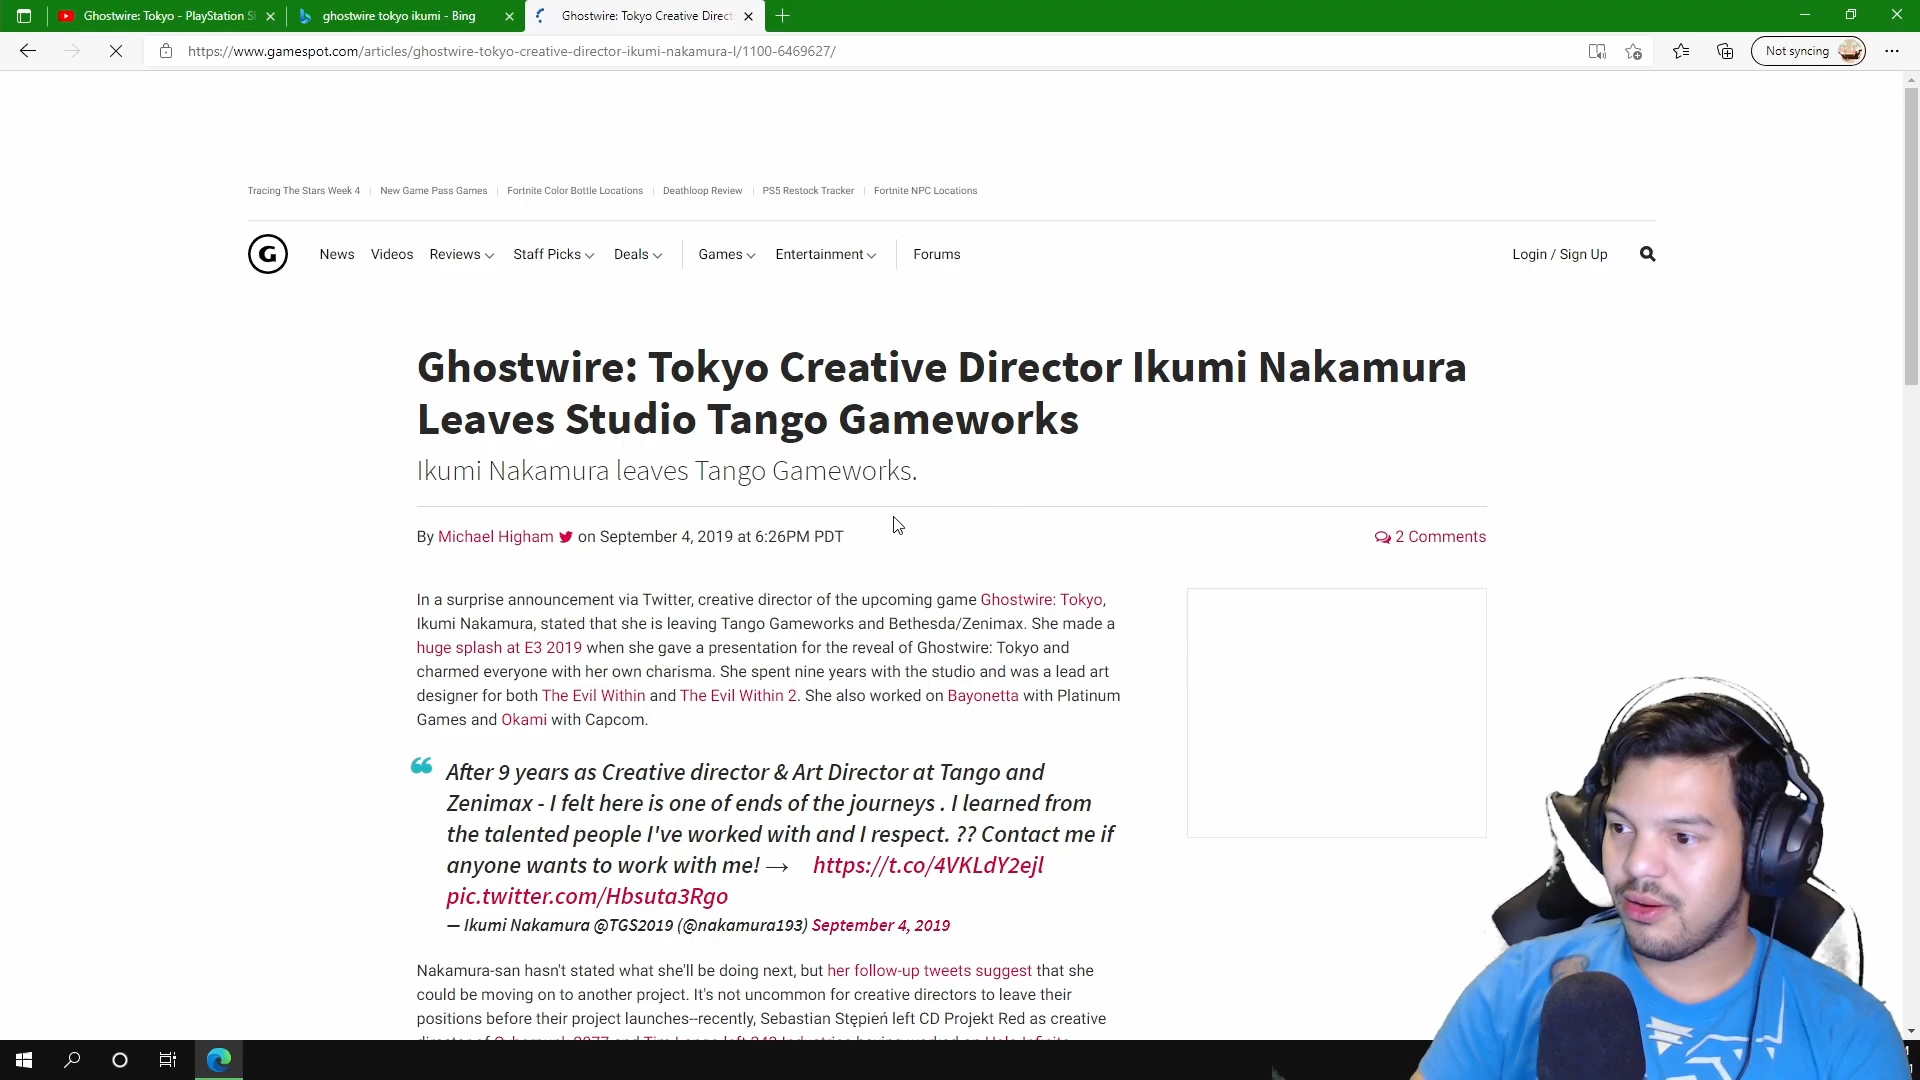 Ghostwire: Tokyo - PlayStation S
ghostwire tokyo ikumi - Bing
Ghostwire: Tokyo Creative Direct
https://www.gamespot.com/articles/ghostwire-tokyo-creative-director-ikumi-nakamura-l/1100-6469627/
Not syncing
Tracing The Stars Week 4
New Game Pass Games
Fortnite Color Bottle Locations
Deathloop Review
PS5 Restock Tracker
Fortnite NPC Locations
G
News
Videos
Reviews
Staff Picks
Deals
Games
Entertainment
Forums
Login / Sign Up
Ghostwire: Tokyo Creative Director Ikumi Nakamura
Leaves Studio Tango Gameworks
Ikumi Nakamura leaves Tango Gameworks.
By Michael Higham on September 4, 2019 at 6:26PM PDT
2 Comments
In a surprise announcement via Twitter, creative director of the upcoming game Ghostwire: Tokyo,
Ikumi Nakamura, stated that she is leaving Tango Gameworks and Bethesda/Zenimax. She made a
huge splash at E3 2019 when she gave a presentation for the reveal of Ghostwire: Tokyo and
charmed everyone with her own charisma. She spent nine years with the studio and was a lead art
designer for both The Evil Within and The Evil Within 2. She also worked on Bayonetta with Platinum
Games and Okami with Capcom.
After 9 years as Creative director & Art Director at Tango and
Zenimax - I felt here is one of ends of the journeys . I learned from
the talented people I've worked with and I respect. ?? Contact me if
anyone wants to work with me! → https://t.co/4VKLdY2ejl
pic.twitter.com/Hbsuta3Rgo
— Ikumi Nakamura @TGS2019 (@nakamura193) September 4, 2019
Nakamura-san hasn't stated what she'll be doing next, but her follow-up tweets suggest that she
could be moving on to another project. It's not uncommon for creative directors to leave their
positions before their project launches--recently, Sebastian Stępień left CD Projekt Red as creative